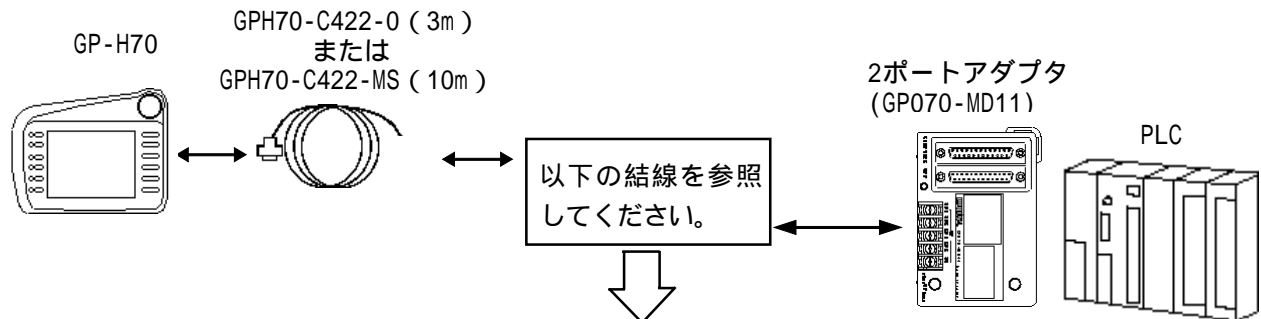 GP-H70
GPH70-C422-0(3m)
または
GPH70-C422-MS(10m)
以下の結線を参照
してください。
2ポートアダプタ
(GP070-MD11)
PLC